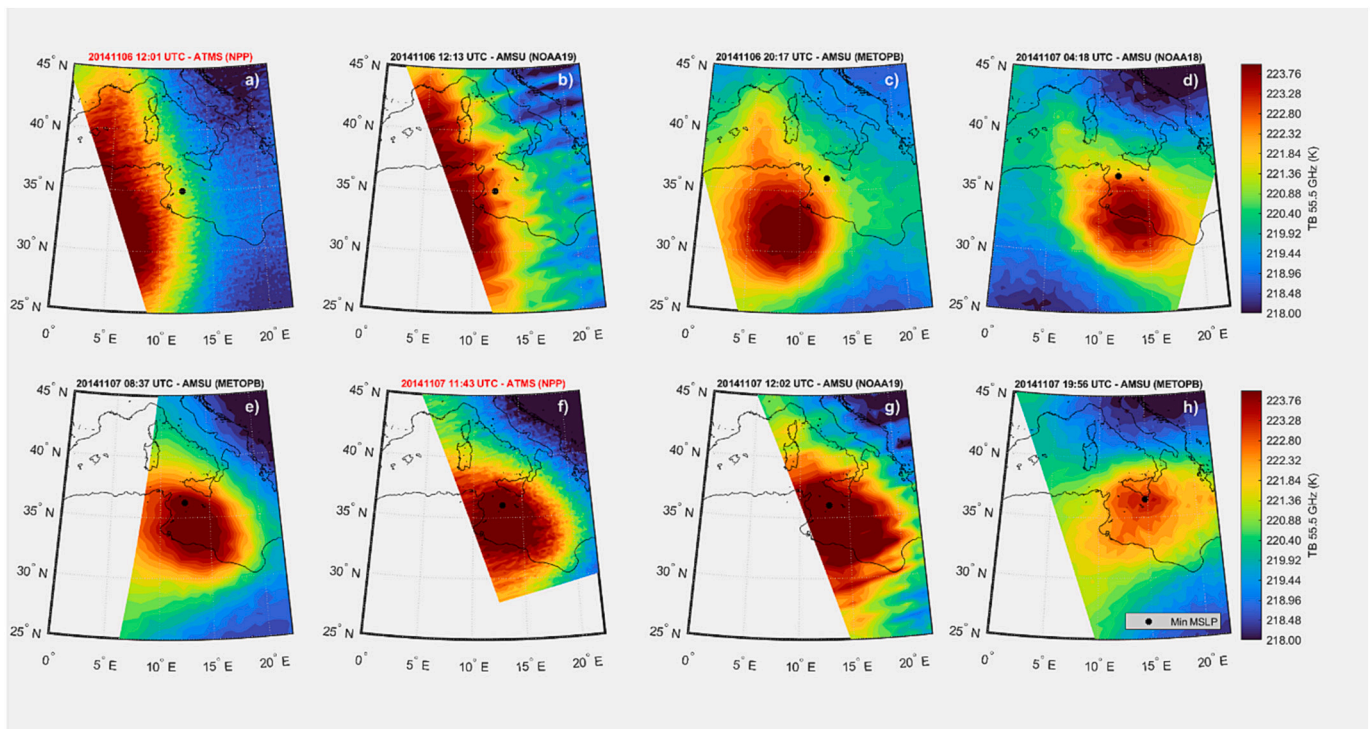 20141106 12:01 UTC - ATMS (NPP)
20141106 12:13 UTC - AMSU (NOAA19)
20141106 20:17 UTC - AMSU (METOPB)
20141107 04:18 UTC - AMSU (NOAA18)
a)
b)
c)
d)
45° N
40° N
35° N
30° N
25° N
0° 5° E 10° E 15° E 20° E
45° N
40° N
35° N
30° N
25° N
0° 5° E 10° E 15° E 20° E
45° N
40° N
35° N
30° N
25° N
0° 5° E 10° E 15° E 20° E
45° N
40° N
35° N
30° N
25° N
0° 5° E 10° E 15° E 20° E
223.76
223.28
222.80
222.32
221.84
221.36
220.88
220.40
219.92
219.44
218.96
218.48
218.00
TB 55.5 GHz (K)
20141107 08:37 UTC - AMSU (METOPB)
20141107 11:43 UTC - ATMS (NPP)
20141107 12:02 UTC - AMSU (NOAA19)
20141107 19:56 UTC - AMSU (METOPB)
e)
f)
g)
h)
45° N
40° N
35° N
30° N
25° N
0° 5° E 10° E 15° E 20° E
45° N
40° N
35° N
30° N
25° N
0° 5° E 10° E 15° E 20° E
45° N
40° N
35° N
30° N
25° N
0° 5° E 10° E 15° E 20° E
45° N
40° N
35° N
30° N
25° N
0° 5° E 10° E 15° E 20° E
Min MSLP
223.76
223.28
222.80
222.32
221.84
221.36
220.88
220.40
219.92
219.44
218.96
218.48
218.00
TB 55.5 GHz (K)